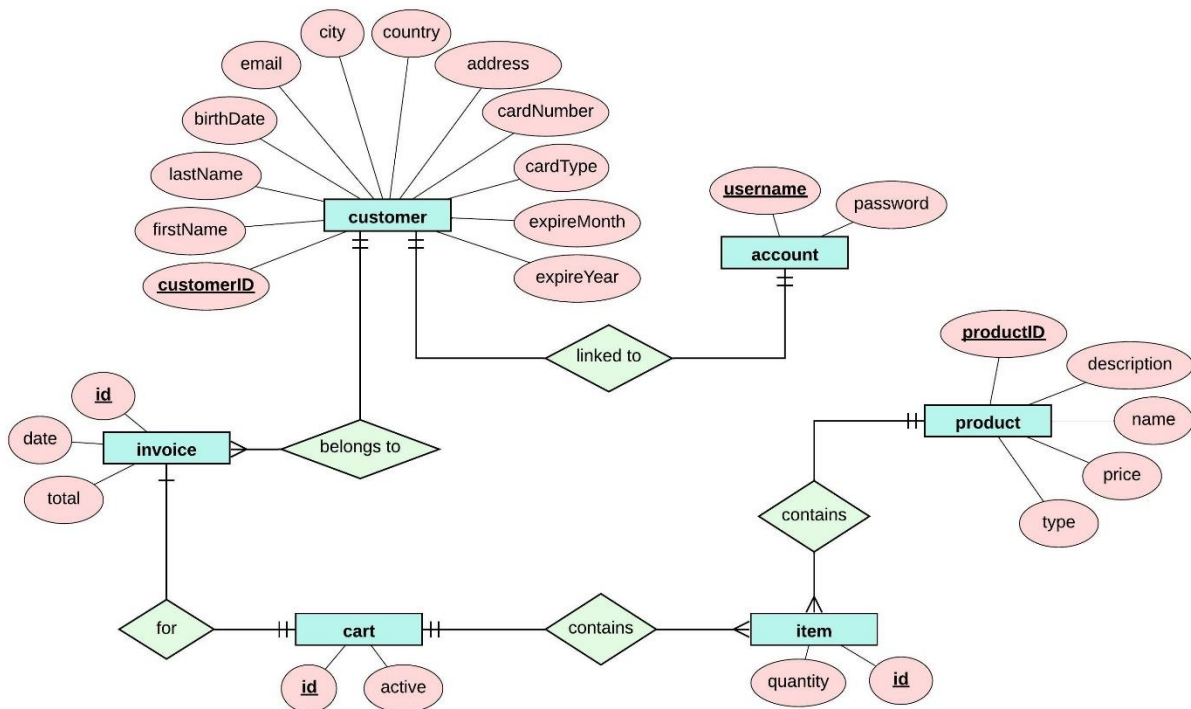 city
country
email
address
birthDate
cardNumber
lastName
cardType
customer
username
password
firstName
expireMonth
account
customerID
expireYear
productID
linked to
description
id
date
invoice
belongs to
product
name
total
price
contains
type
for
cart
contains
item
id
active
quantity
id